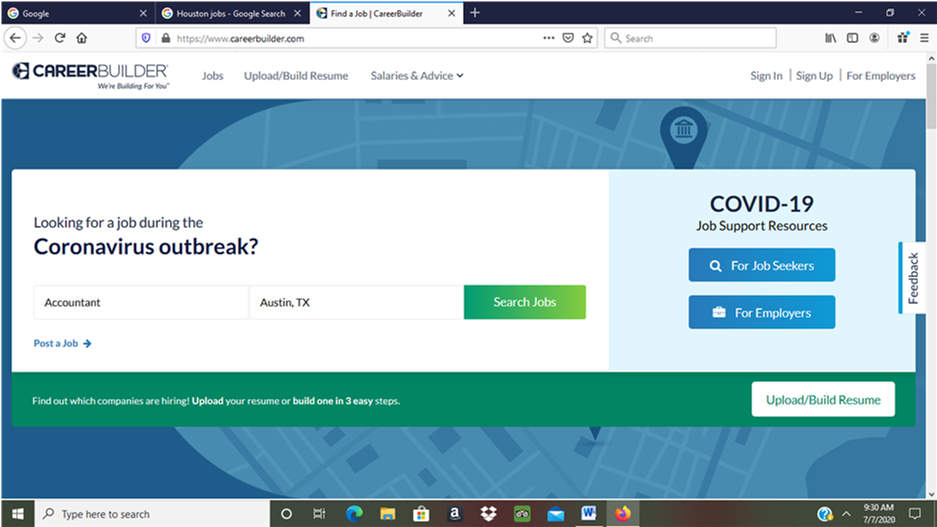 Google
Houston jobs - Google Search
Find a Job | CareerBuilder
https://www.careerbuilder.com
Search
CAREERBUILDER
We're Building For You™
Jobs
Upload/Build Resume
Salaries & Advice
Sign In | Sign Up | For Employers
Looking for a job during the
Coronavirus outbreak?
Accountant
Austin, TX
Search Jobs
Post a Job
COVID-19
Job Support Resources
For Job Seekers
For Employers
Feedback
Find out which companies are hiring! Upload your resume or build one in 3 easy steps.
Upload/Build Resume
Type here to search
9:30 AM
7/7/2020